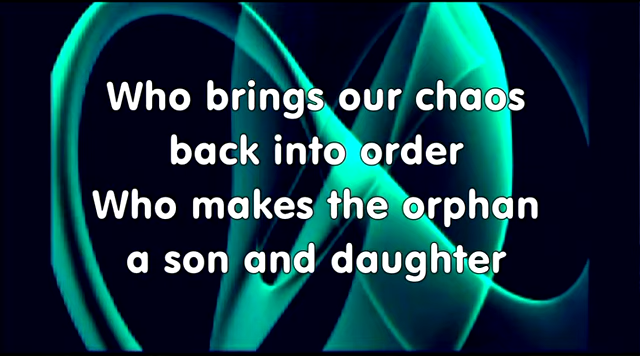 Who brings our chaos
back into order
Who makes the orphan
a son and daughter